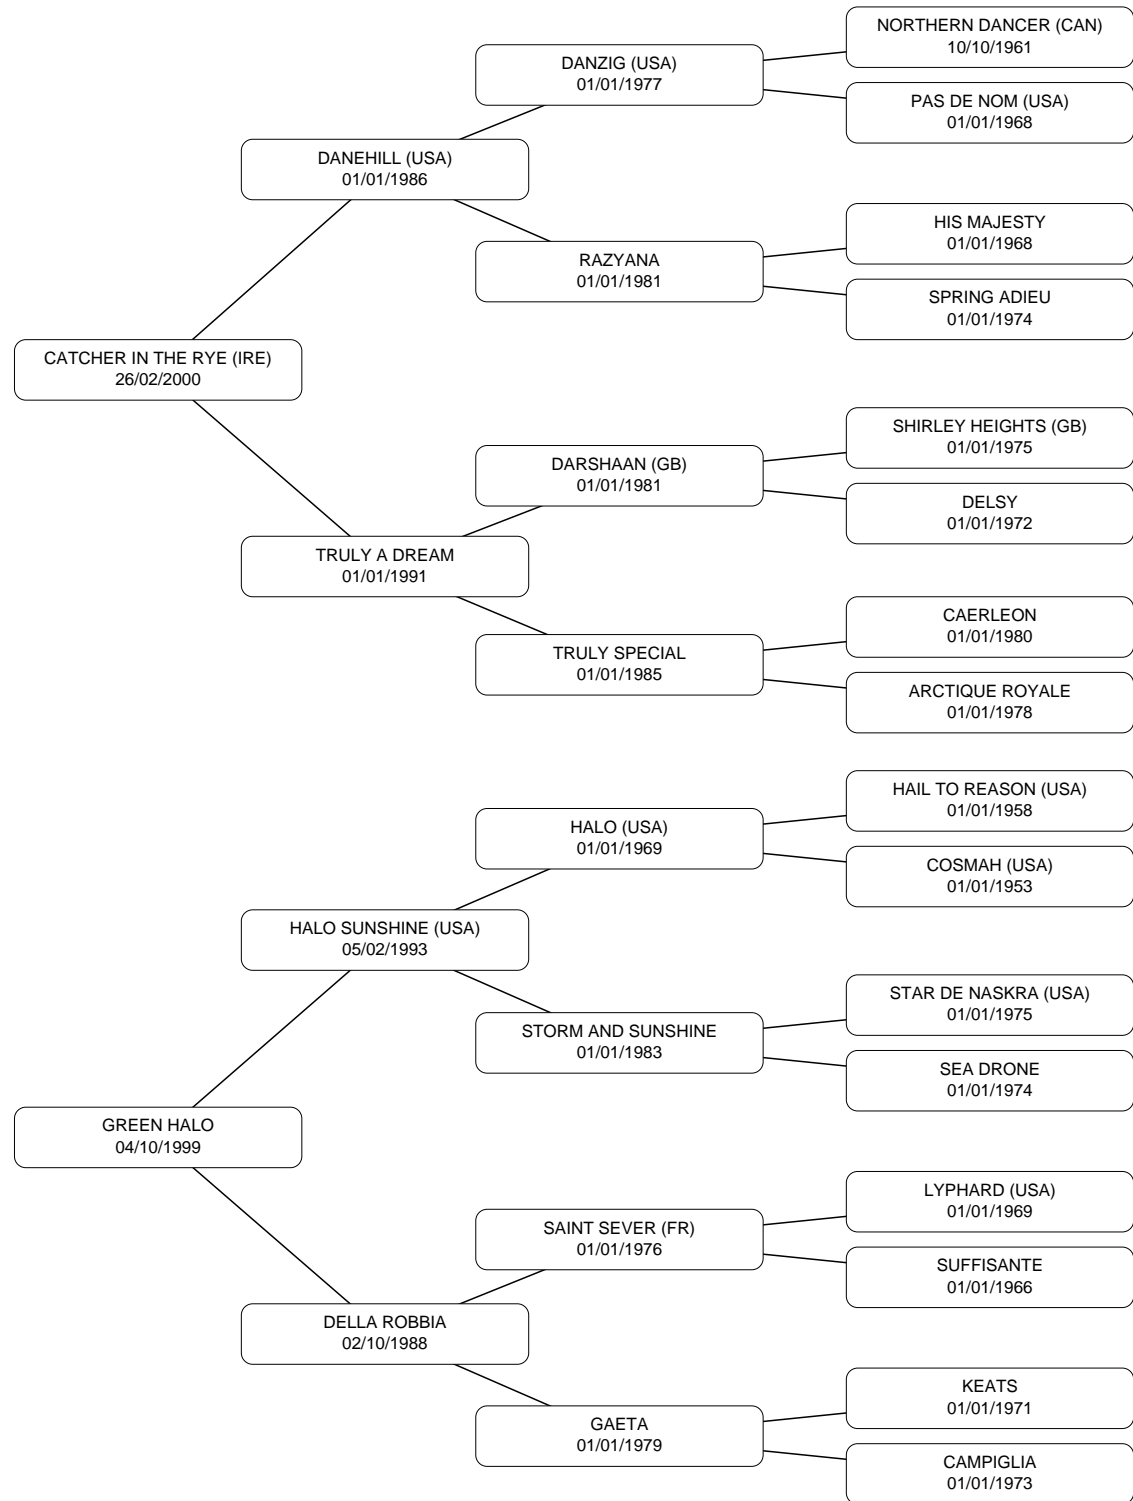 NORTHERN DANCER (CAN)
10/10/1961
DANZIG (USA)
01/01/1977
PAS DE NOM (USA)
01/01/1968
DANEHILL (USA)
01/01/1986
HIS MAJESTY
01/01/1968
RAZYANA
01/01/1981
SPRING ADIEU
01/01/1974
CATCHER IN THE RYE (IRE)
26/02/2000
SHIRLEY HEIGHTS (GB)
01/01/1975
DARSHAAN (GB)
01/01/1981
DELSY
01/01/1972
TRULY A DREAM
01/01/1991
CAERLEON
01/01/1980
TRULY SPECIAL
01/01/1985
ARCTIQUE ROYALE
01/01/1978
HAIL TO REASON (USA)
01/01/1958
HALO (USA)
01/01/1969
COSMAH (USA)
01/01/1953
HALO SUNSHINE (USA)
05/02/1993
STAR DE NASKRA (USA)
01/01/1975
STORM AND SUNSHINE
01/01/1983
SEA DRONE
01/01/1974
GREEN HALO
04/10/1999
LYPHARD (USA)
01/01/1969
SAINT SEVER (FR)
01/01/1976
SUFFISANTE
01/01/1966
DELLA ROBBIA
02/10/1988
KEATS
01/01/1971
GAETA
01/01/1979
CAMPIGLIA
01/01/1973